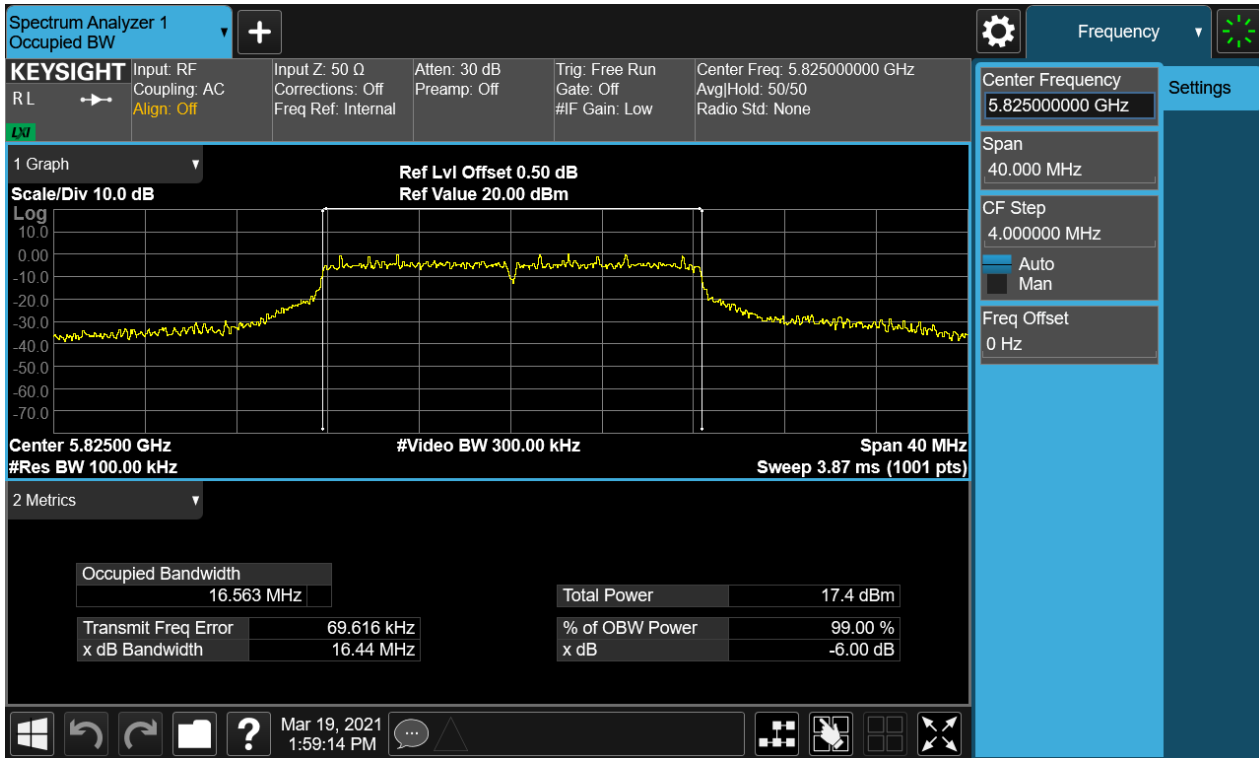 Spectrum Analyzer 1
Occupied BW
+
Frequency
KEYSIGHT
R L
LXI
Input: RF
Coupling: AC
Align: Off
Input Z: 50 Ω
Corrections: Off
Freq Ref: Internal
Atten: 30 dB
Preamp: Off
Trig: Free Run
Gate: Off
#IF Gain: Low
Center Freq: 5.825000000 GHz
Avg|Hold: 50/50
Radio Std: None
Center Frequency
5.825000000 GHz
Settings
Span
40.000 MHz
CF Step
4.000000 MHz
Auto
Man
Freq Offset
0 Hz
1 Graph
Scale/Div 10.0 dB
Ref Lvl Offset 0.50 dB
Ref Value 20.00 dBm
Log
10.0
0.00
-10.0
-20.0
-30.0
-40.0
-50.0
-60.0
-70.0
Center 5.82500 GHz
#Video BW 300.00 kHz
Span 40 MHz
#Res BW 100.00 kHz
Sweep 3.87 ms (1001 pts)
2 Metrics
Occupied Bandwidth
16.563 MHz
Total Power 17.4 dBm
Transmit Freq Error 69.616 kHz
% of OBW Power 99.00 %
x dB Bandwidth 16.44 MHz
x dB -6.00 dB
?
Mar 19, 2021
1:59:14 PM